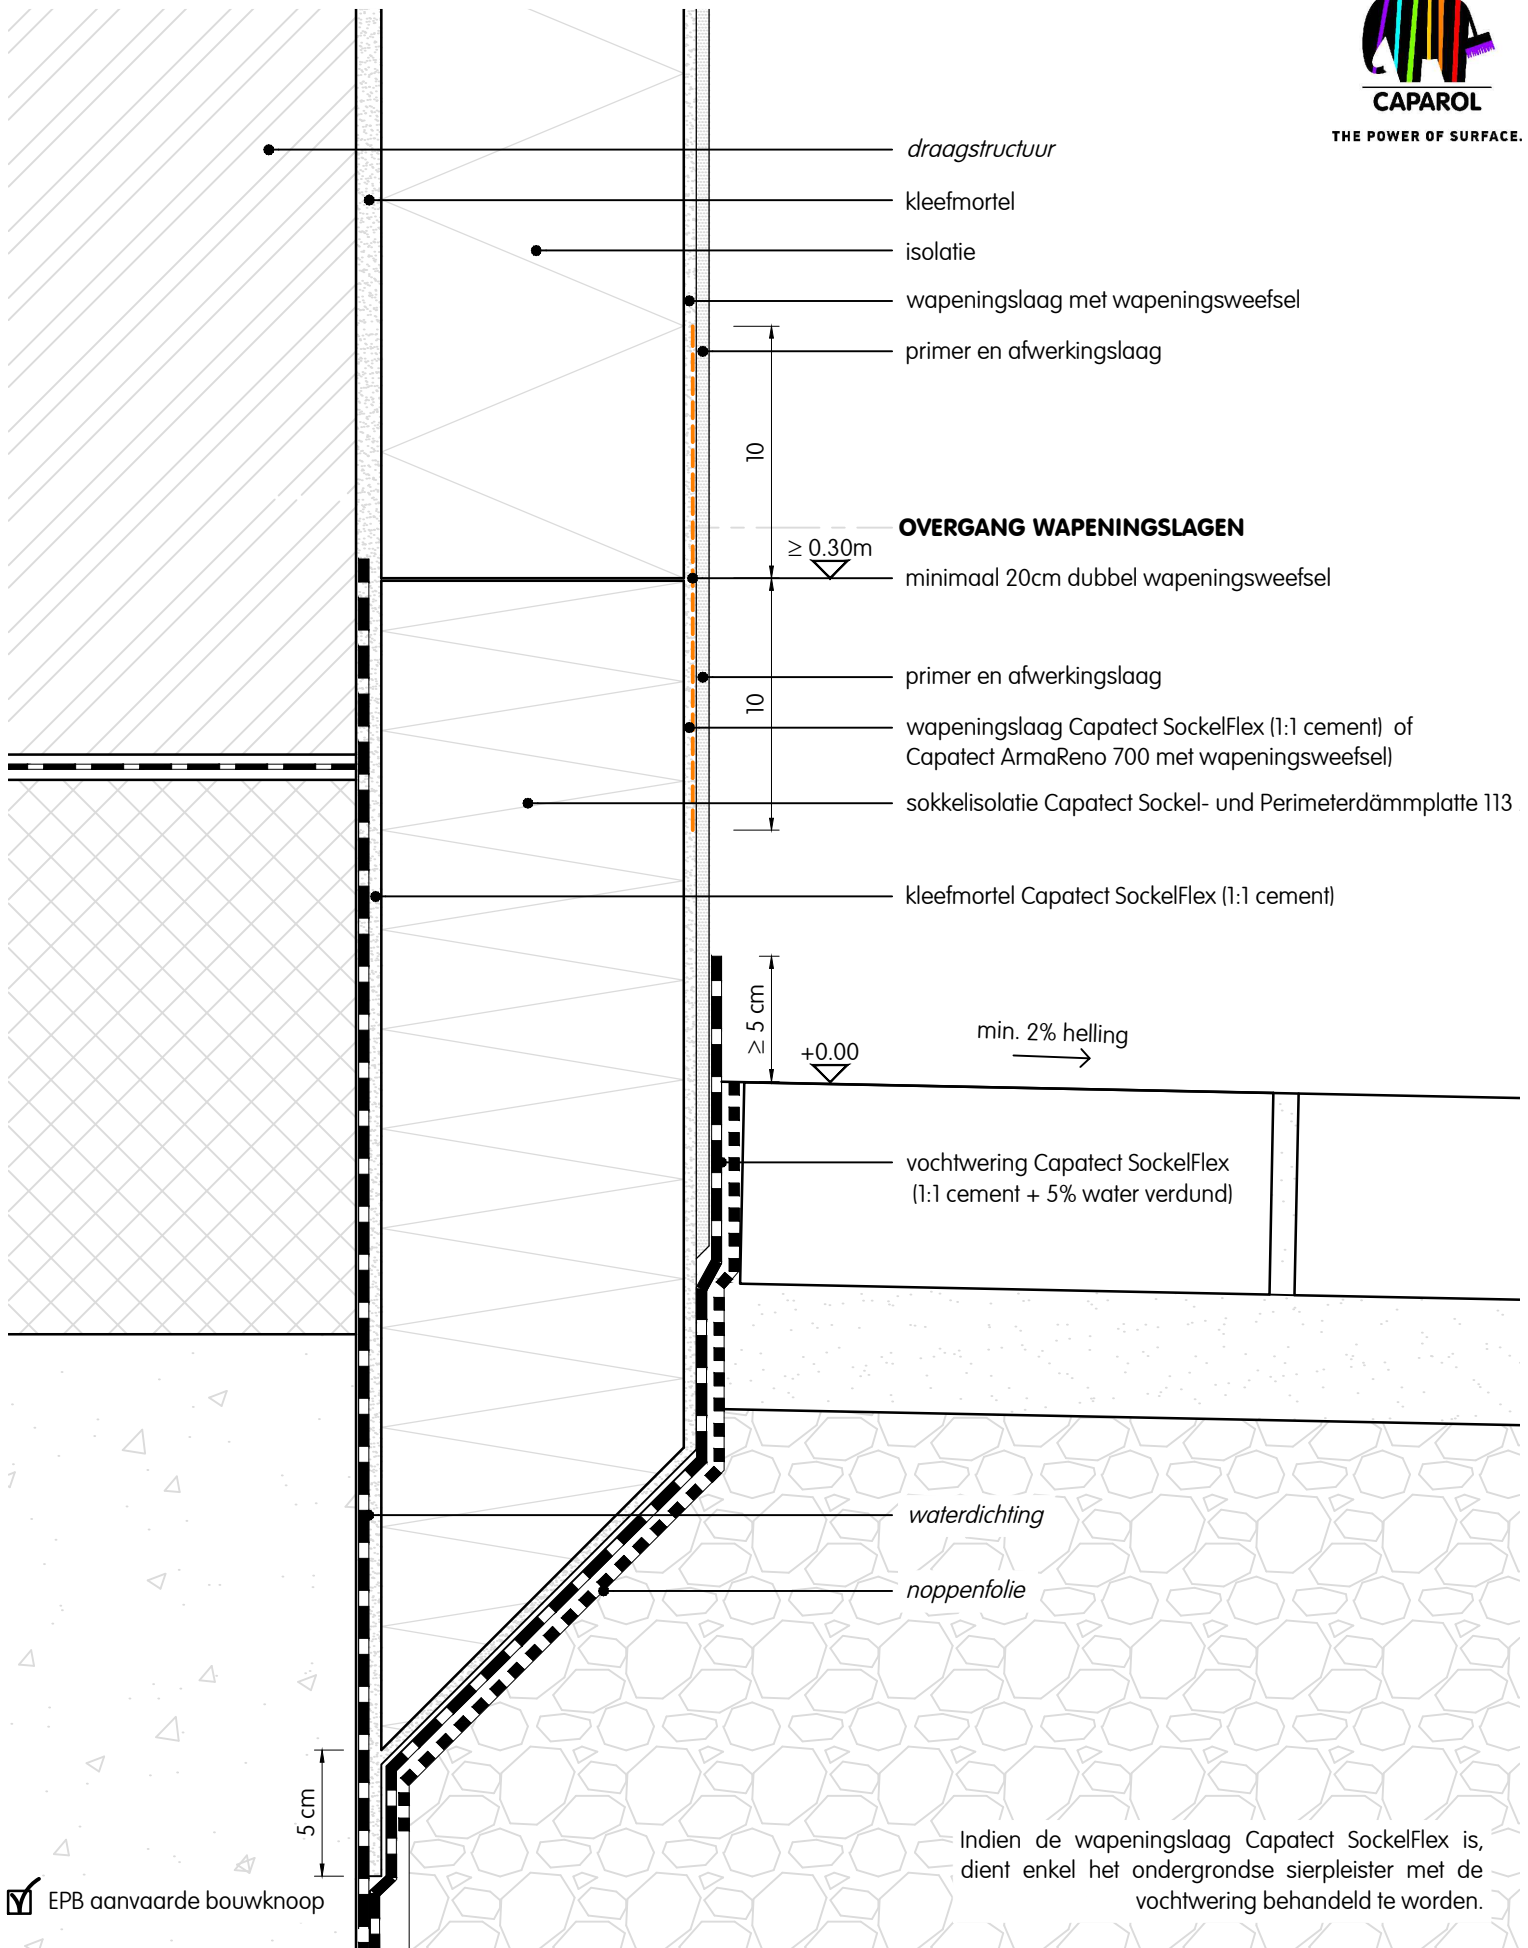 CAPAROL
THE POWER OF SURFACE.
draagstructuur
kleefmortel
isolatie
wapeningslaag met wapeningsweefsel
primer en afwerkingslaag
10
OVERGANG WAPENINGSLAGEN
≥ 0.30m
minimaal 20cm dubbel wapeningsweefsel
primer en afwerkingslaag
10
wapeningslaag Capatect SockelFlex (1:1 cement) of
Capatect ArmaReno 700 met wapeningsweefsel)
sokkelisolatie Capatect Sockel- und Perimeterdämmplatte 113
kleefmortel Capatect SockelFlex (1:1 cement)
≥ 5 cm
min. 2% helling
+0.00
vochtwering Capatect SockelFlex
(1:1 cement + 5% water verdund)
waterdichting
noppenfolie
5 cm
Indien de wapeningslaag Capatect SockelFlex is,
dient enkel het ondergrondse sierpleister met de
vochtwering behandeld te worden.
EPB aanvaarde bouwknoop